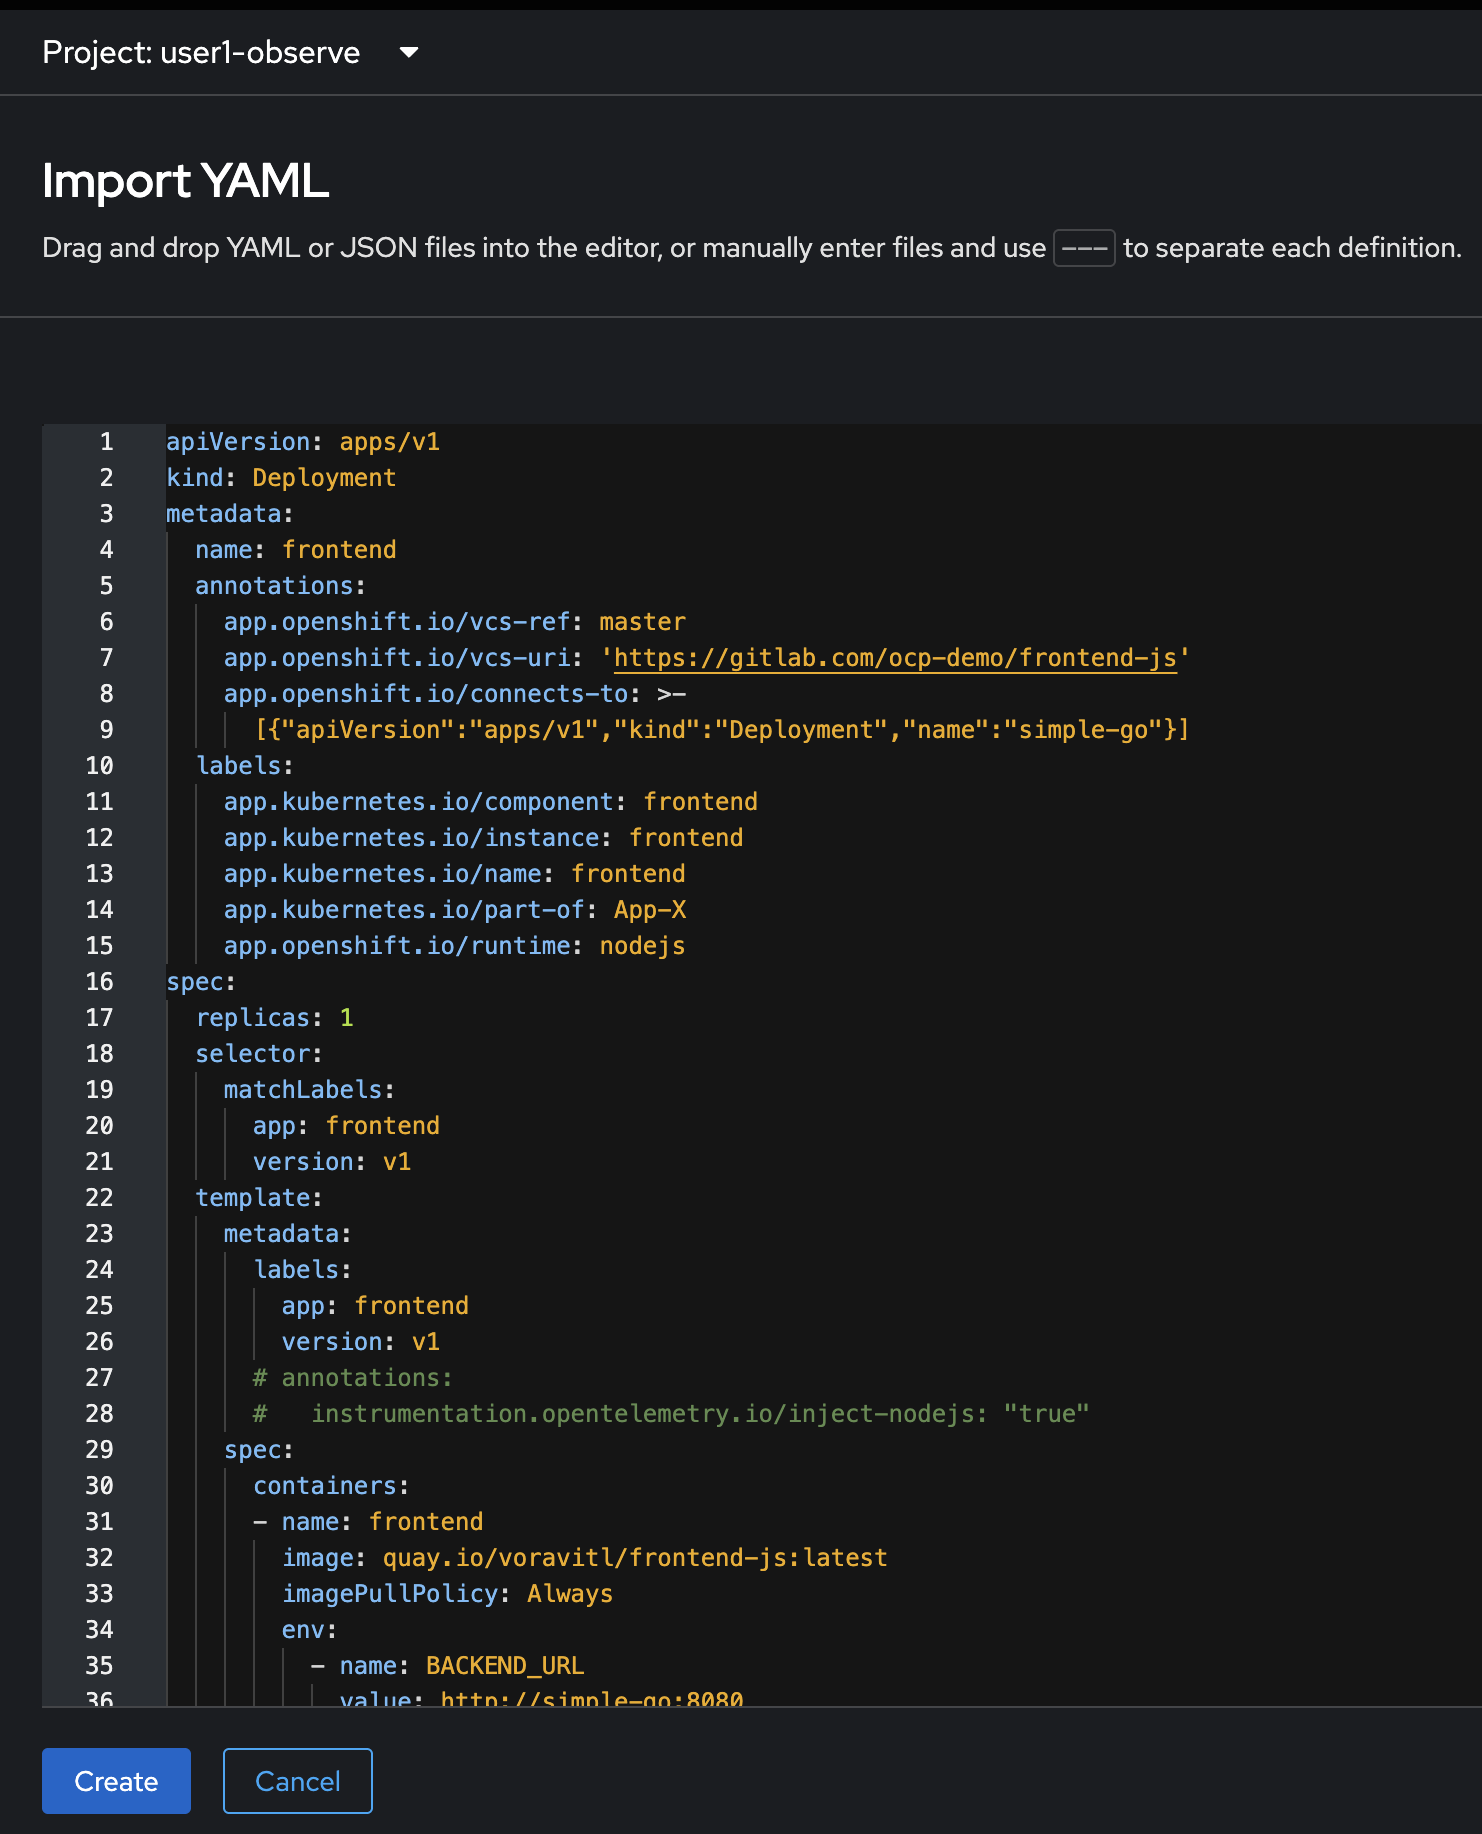 Project: user1-observe
Import YAML
Drag and drop YAML or JSON files into the editor, or manually enter files and use --- to separate each definition.
1 apiVersion: apps/v1
2 kind: Deployment
3 metadata:
4   name: frontend
5   annotations:
6     app.openshift.io/vcs-ref: master
7     app.openshift.io/vcs-uri: 'https://gitlab.com/ocp-demo/frontend-js'
8     app.openshift.io/connects-to: >-
9       [{"apiVersion":"apps/v1","kind":"Deployment","name":"simple-go"}]
10   labels:
11     app.kubernetes.io/component: frontend
12     app.kubernetes.io/instance: frontend
13     app.kubernetes.io/name: frontend
14     app.kubernetes.io/part-of: App-X
15     app.openshift.io/runtime: nodejs
16 spec:
17   replicas: 1
18   selector:
19     matchLabels:
20       app: frontend
21       version: v1
22   template:
23     metadata:
24       labels:
25         app: frontend
26         version: v1
27       # annotations:
28       #   instrumentation.opentelemetry.io/inject-nodejs: "true"
29     spec:
30       containers:
31       - name: frontend
32         image: quay.io/voravitl/frontend-js:latest
33         imagePullPolicy: Always
34         env:
35           - name: BACKEND_URL
36             value: http://simple-go:8080
Create
Cancel